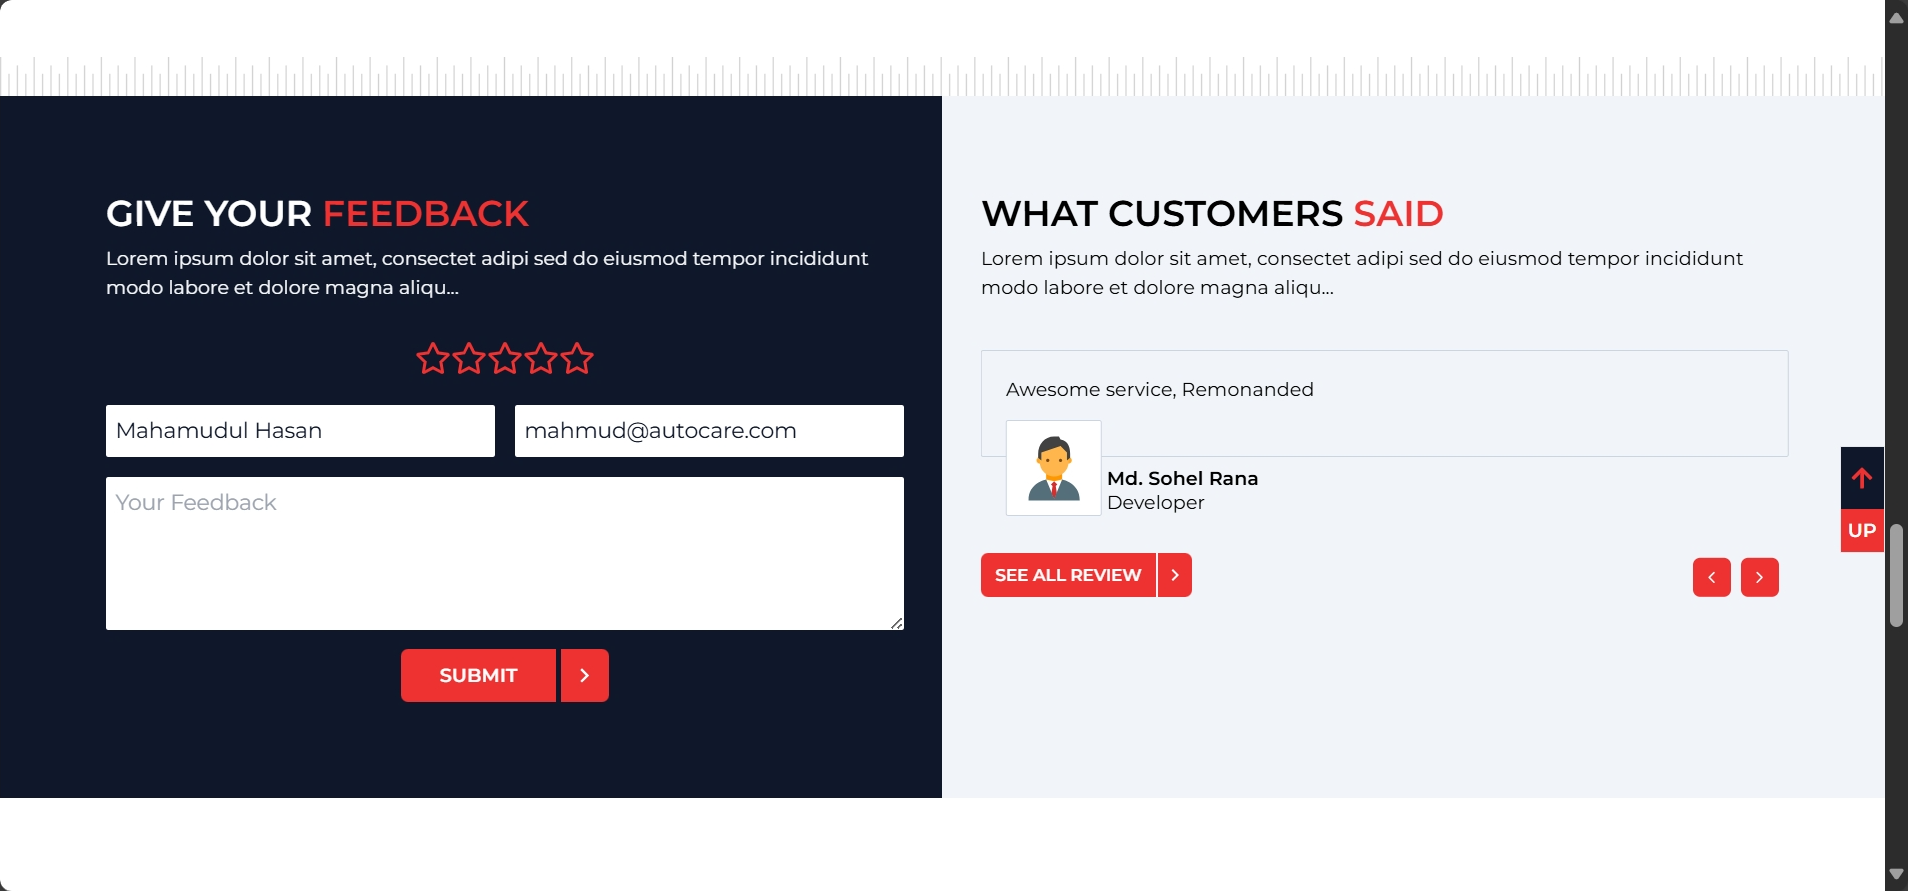 GIVE YOUR FEEDBACK
Lorem ipsum dolor sit amet, consectet adipi sed do eiusmod tempor incididunt
modo labore et dolore magna aliqu...
Mahamudul Hasan
mahmud@autocare.com
Your Feedback
SUBMIT
WHAT CUSTOMERS SAID
Lorem ipsum dolor sit amet, consectet adipi sed do eiusmod tempor incididunt
modo labore et dolore magna aliqu...
Awesome service, Remonanded
Md. Sohel Rana
Developer
SEE ALL REVIEW
UP